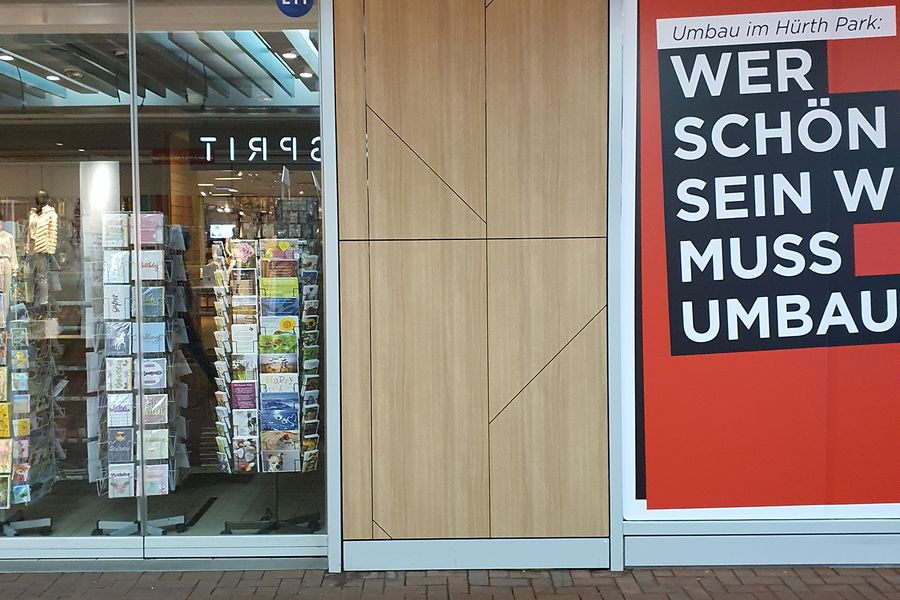 Umbau im Hürth Park:
WER
SCHÖN
SEIN W
MUSS
UMBAU
SPRIT